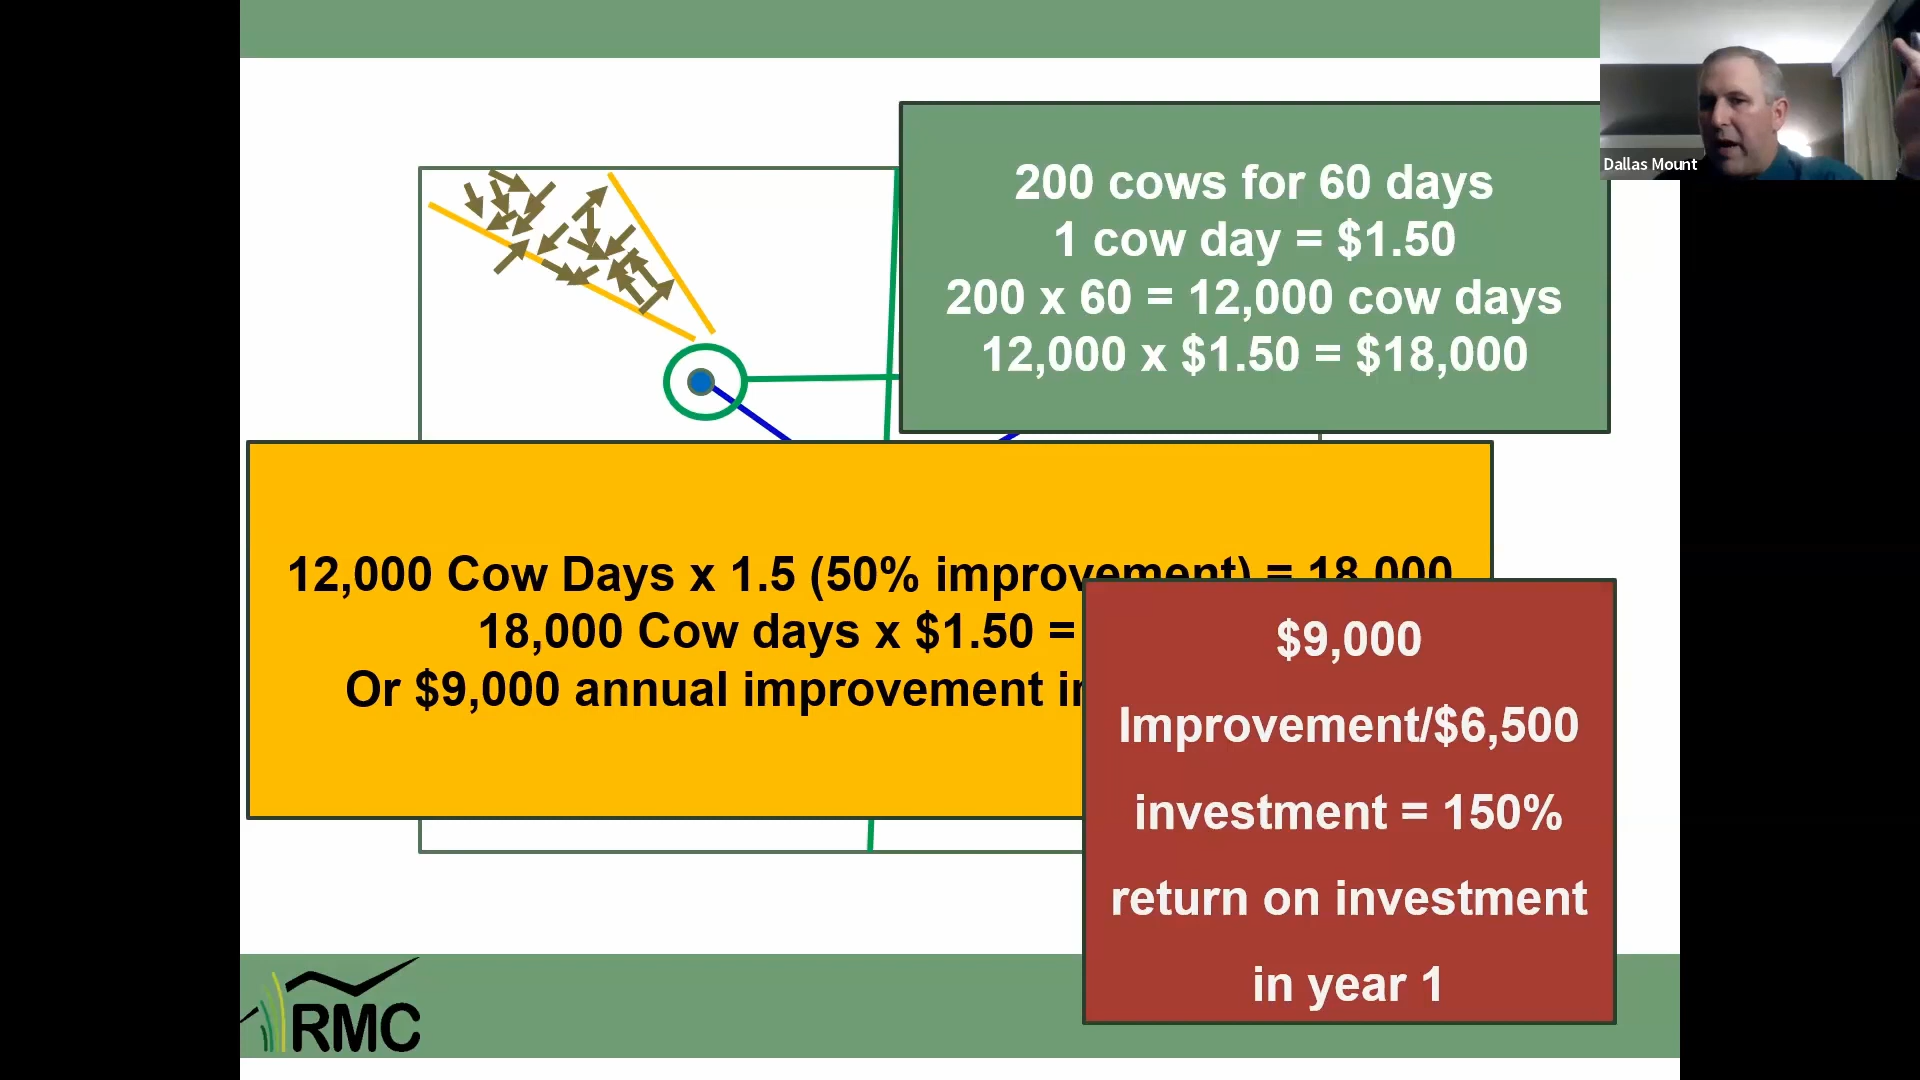 Dallas Mount
200 cows for 60 days
1 cow day = $1.50
200 x 60 = 12,000 cow days
12,000 x $1.50 = $18,000
12,000 Cow Days x 1.5 (50% improvement) = 18,000
18,000 Cow days x $1.50 =
Or $9,000 annual improvement
$9,000
Improvement/$6,500
investment = 150%
return on investment
in year 1
RMC